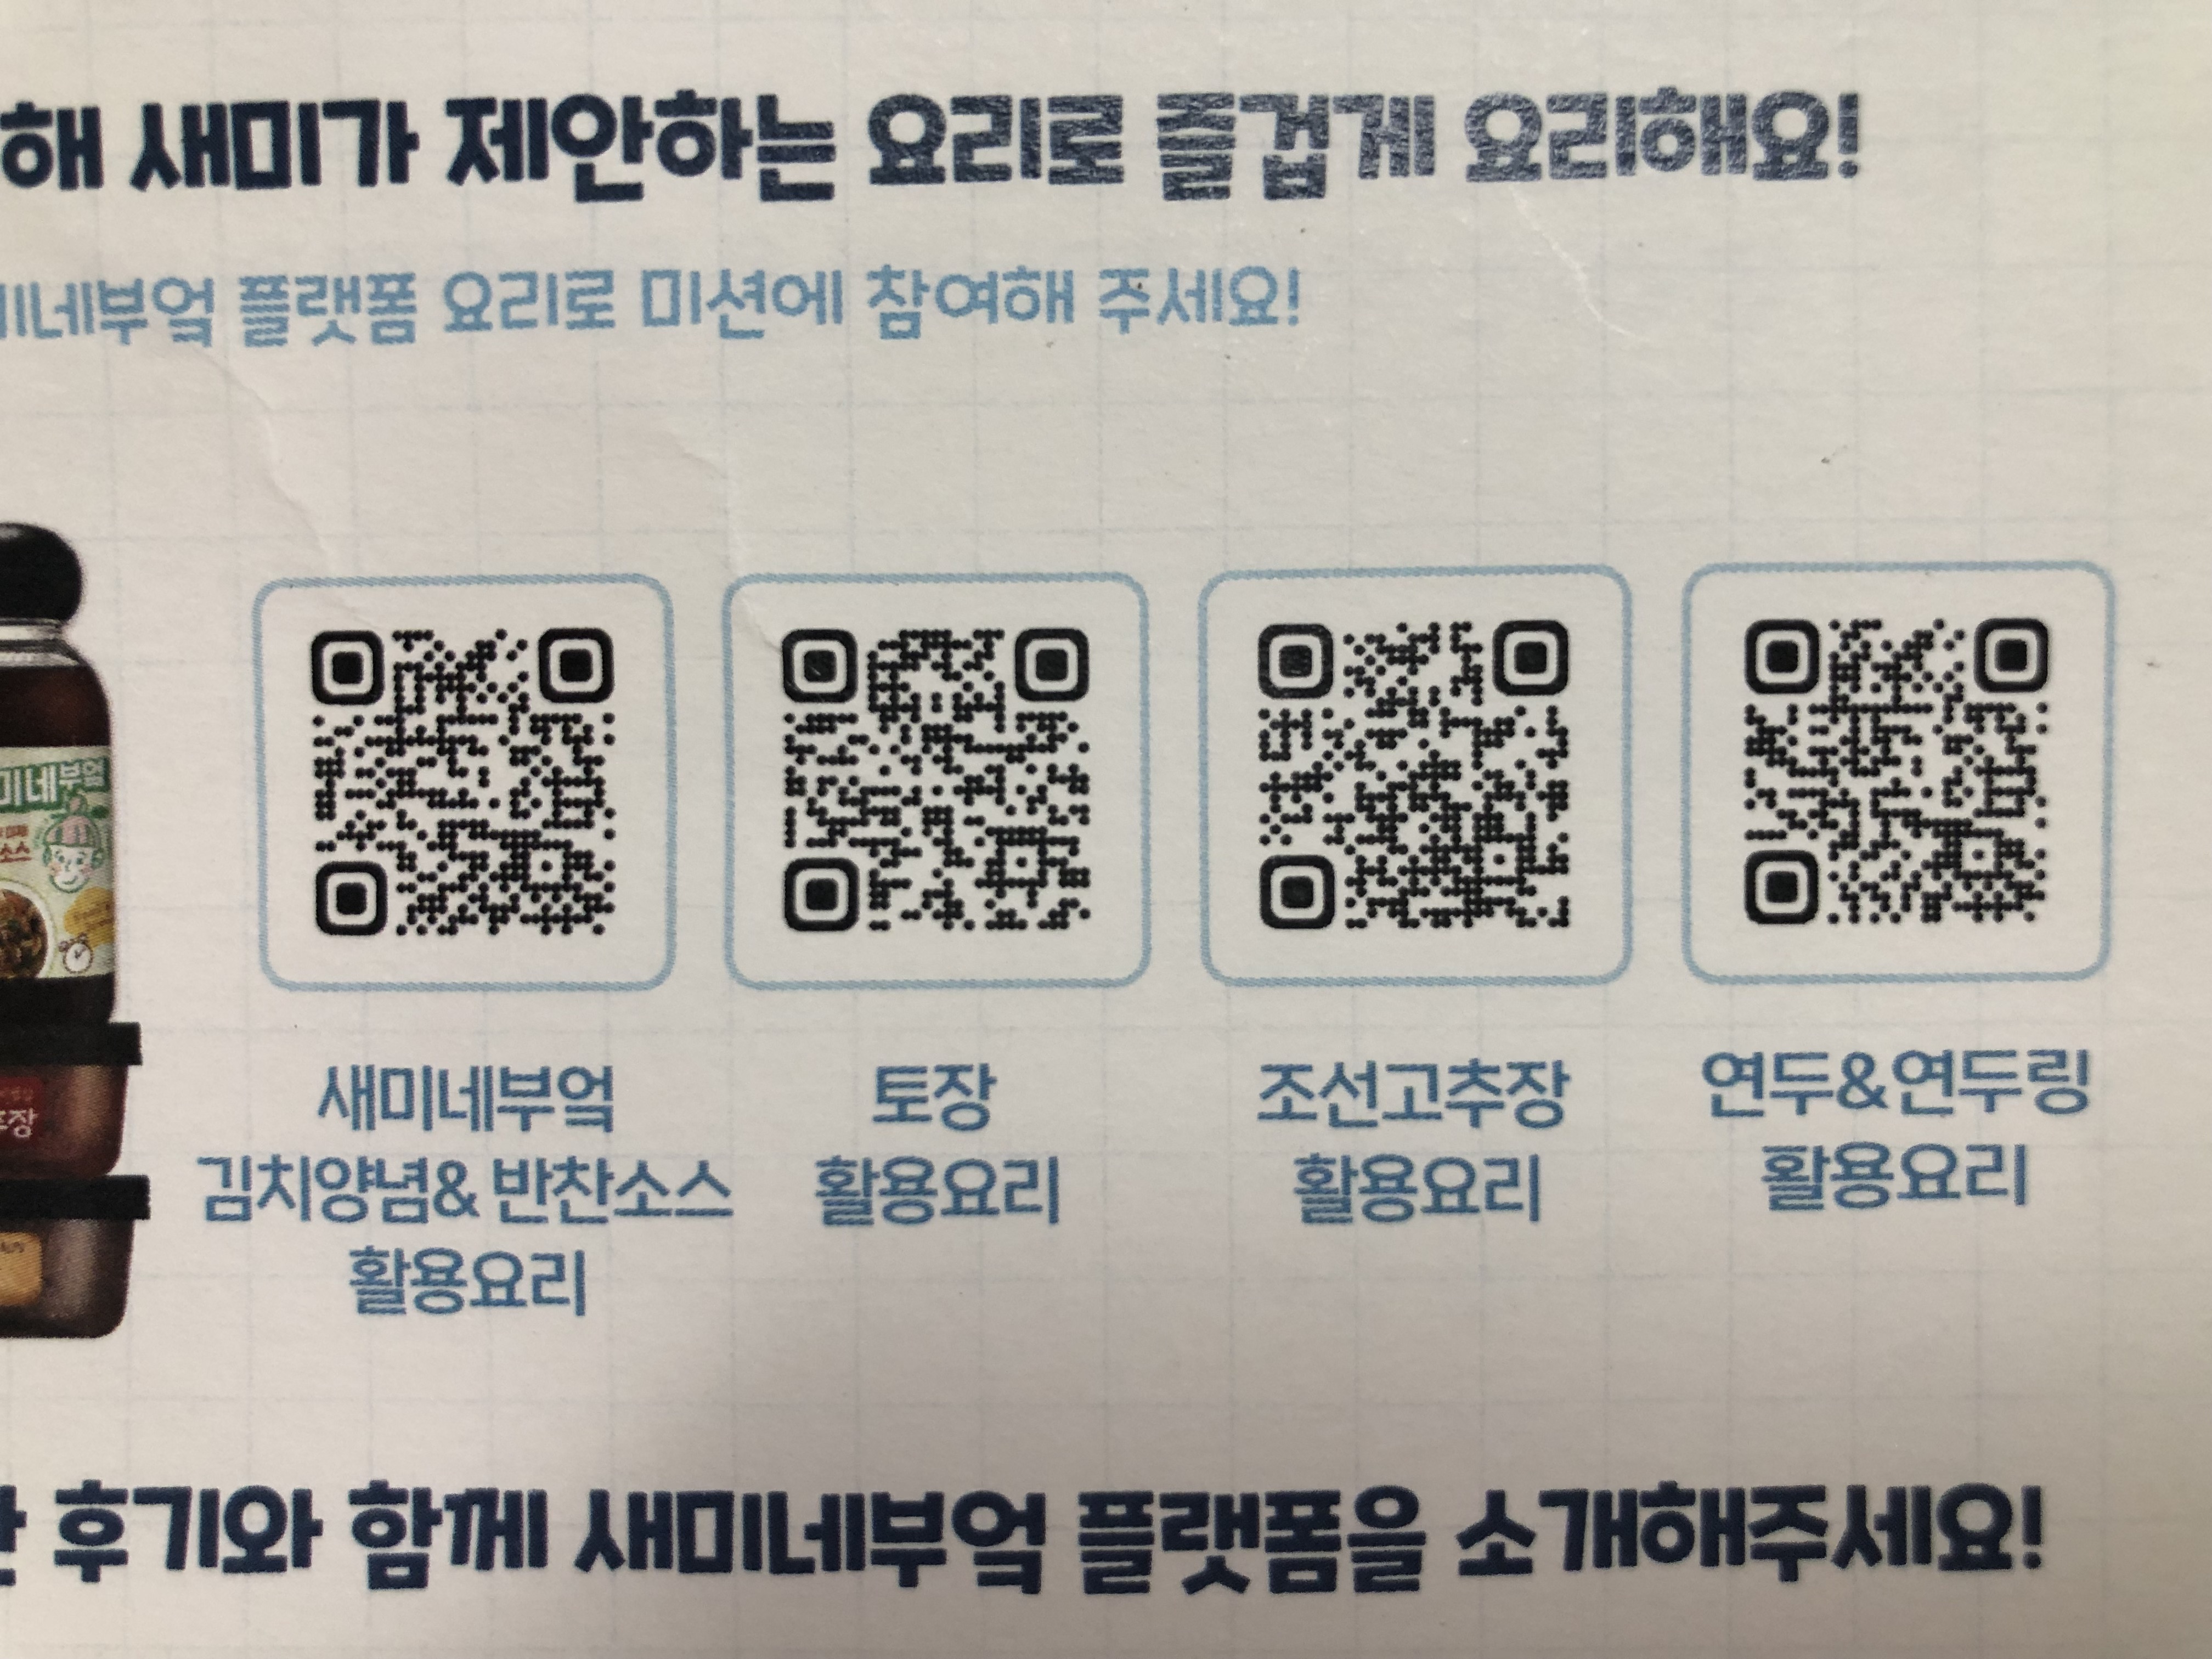 해 새미가 제안하는 요리로 즐겁게 요리해요!
미네부엌 플랫폼 요리로 미션에 참여해 주세요!
미네부엌
소스
추장
새미네부엌
김치양념& 반찬소스
활용요리
토장
활용요리
조선고추장
활용요리
연두&연두링
활용요리
후기와 함께 새미네부엌 플랫폼을 소개해주세요!